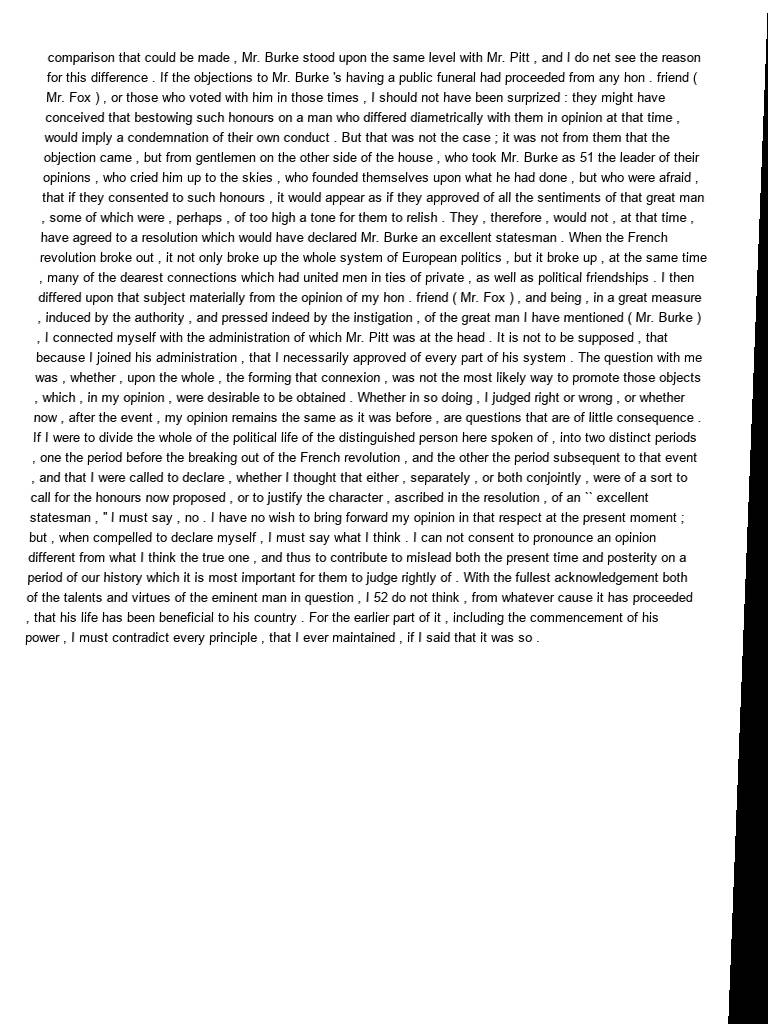 comparison that could be made , Mr. Burke stood upon the same level with Mr. Pitt , and I do net see the reason
for this difference . If the objections to Mr. Burke 's having a public funeral had proceeded from any hon . friend (
Mr. Fox ) , or those who voted with him in those times , I should not have been surprized : they might have
conceived that bestowing such honours on a man who differed diametrically with them in opinion at that time ,
would imply a condemnation of their own conduct . But that was not the case ; it was not from them that the
objection came , but from gentlemen on the other side of the house , who took Mr. Burke as 51 the leader of their
opinions , who cried him up to the skies , who founded themselves upon what he had done , but who were afraid ,
that if they consented to such honours , it would appear as if they approved of all the sentiments of that great man
, some of which were , perhaps , of too high a tone for them to relish . They , therefore , would not , at that time ,
have agreed to a resolution which would have declared Mr. Burke an excellent statesman . When the French
revolution broke out , it not only broke up the whole system of European politics , but it broke up , at the same time
, many of the dearest connections which had united men in ties of private , as well as political friendships . I then
differed upon that subject materially from the opinion of my hon . friend ( Mr. Fox ) , and being , in a great measure
, induced by the authority , and pressed indeed by the instigation , of the great man I have mentioned ( Mr. Burke )
, I connected myself with the administration of which Mr. Pitt was at the head . It is not to be supposed , that
because I joined his administration , that I necessarily approved of every part of his system . The question with me
was , whether , upon the whole , the forming that connexion , was not the most likely way to promote those objects
, which , in my opinion , were desirable to be obtained . Whether in so doing , I judged right or wrong , or whether
now , after the event , my opinion remains the same as it was before , are questions that are of little consequence .
If I were to divide the whole of the political life of the distinguished person here spoken of , into two distinct periods
, one the period before the breaking out of the French revolution , and the other the period subsequent to that event
, and that I were called to declare , whether I thought that either , separately , or both conjointly , were of a sort to
call for the honours now proposed , or to justify the character , ascribed in the resolution , of an `` excellent
statesman , " I must say , no . I have no wish to bring forward my opinion in that respect at the present moment ;
but , when compelled to declare myself , I must say what I think . I can not consent to pronounce an opinion
different from what I think the true one , and thus to contribute to mislead both the present time and posterity on a
period of our history which it is most important for them to judge rightly of . With the fullest acknowledgement both
of the talents and virtues of the eminent man in question , I 52 do not think , from whatever cause it has proceeded
, that his life has been beneficial to his country . For the earlier part of it , including the commencement of his
power , I must contradict every principle , that I ever maintained , if I said that it was so .